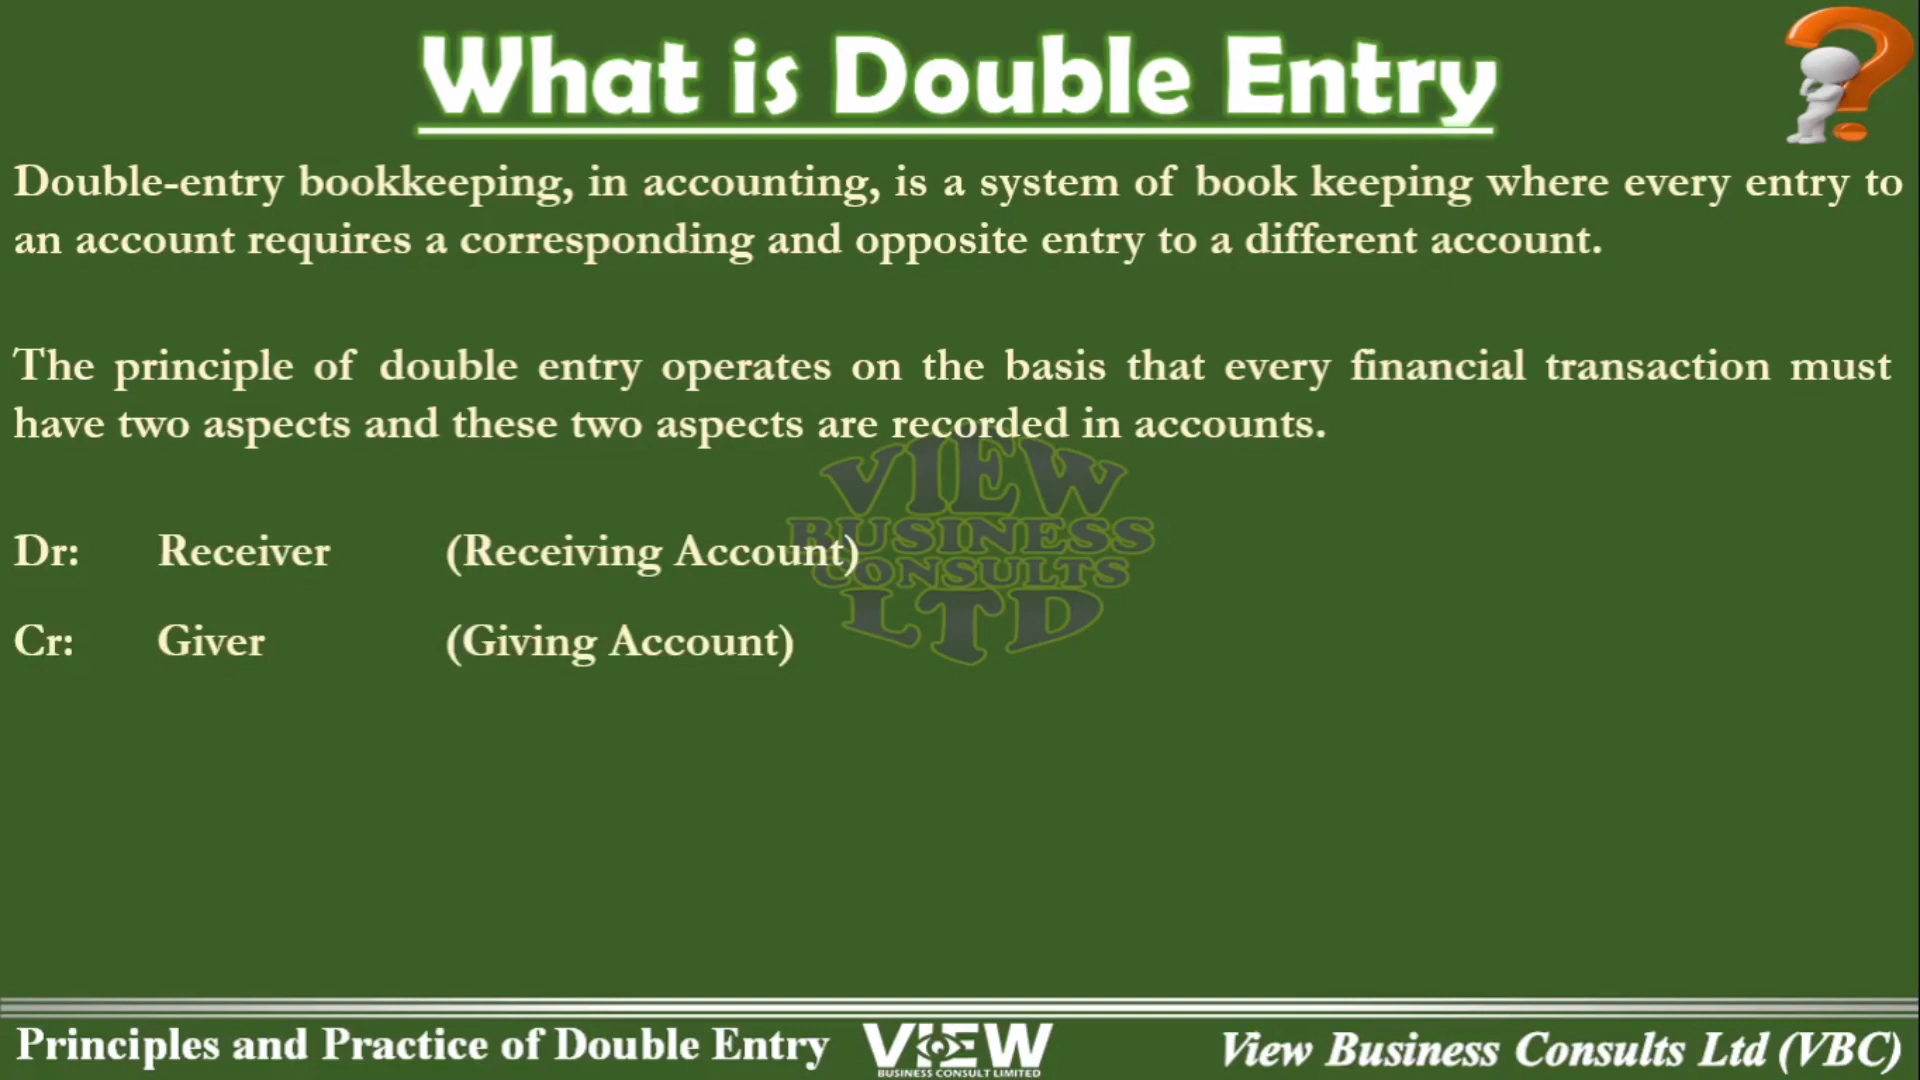 What is Double Entry
Double-entry bookkeeping, in accounting, is a system of book keeping where every entry to
an account requires a corresponding and opposite entry to a different account.
The principle of double entry operates on the basis that every financial transaction must
have two aspects and these two aspects are recorded in accounts.
VIEW
BUSINESS
CONSULTS
LTD
Dr: Receiver (Receiving Account)
Cr: Giver (Giving Account)
Principles and Practice of Double Entry
VIEW
BUSINESS CONSULT LIMITED
View Business Consults Ltd (VBC)